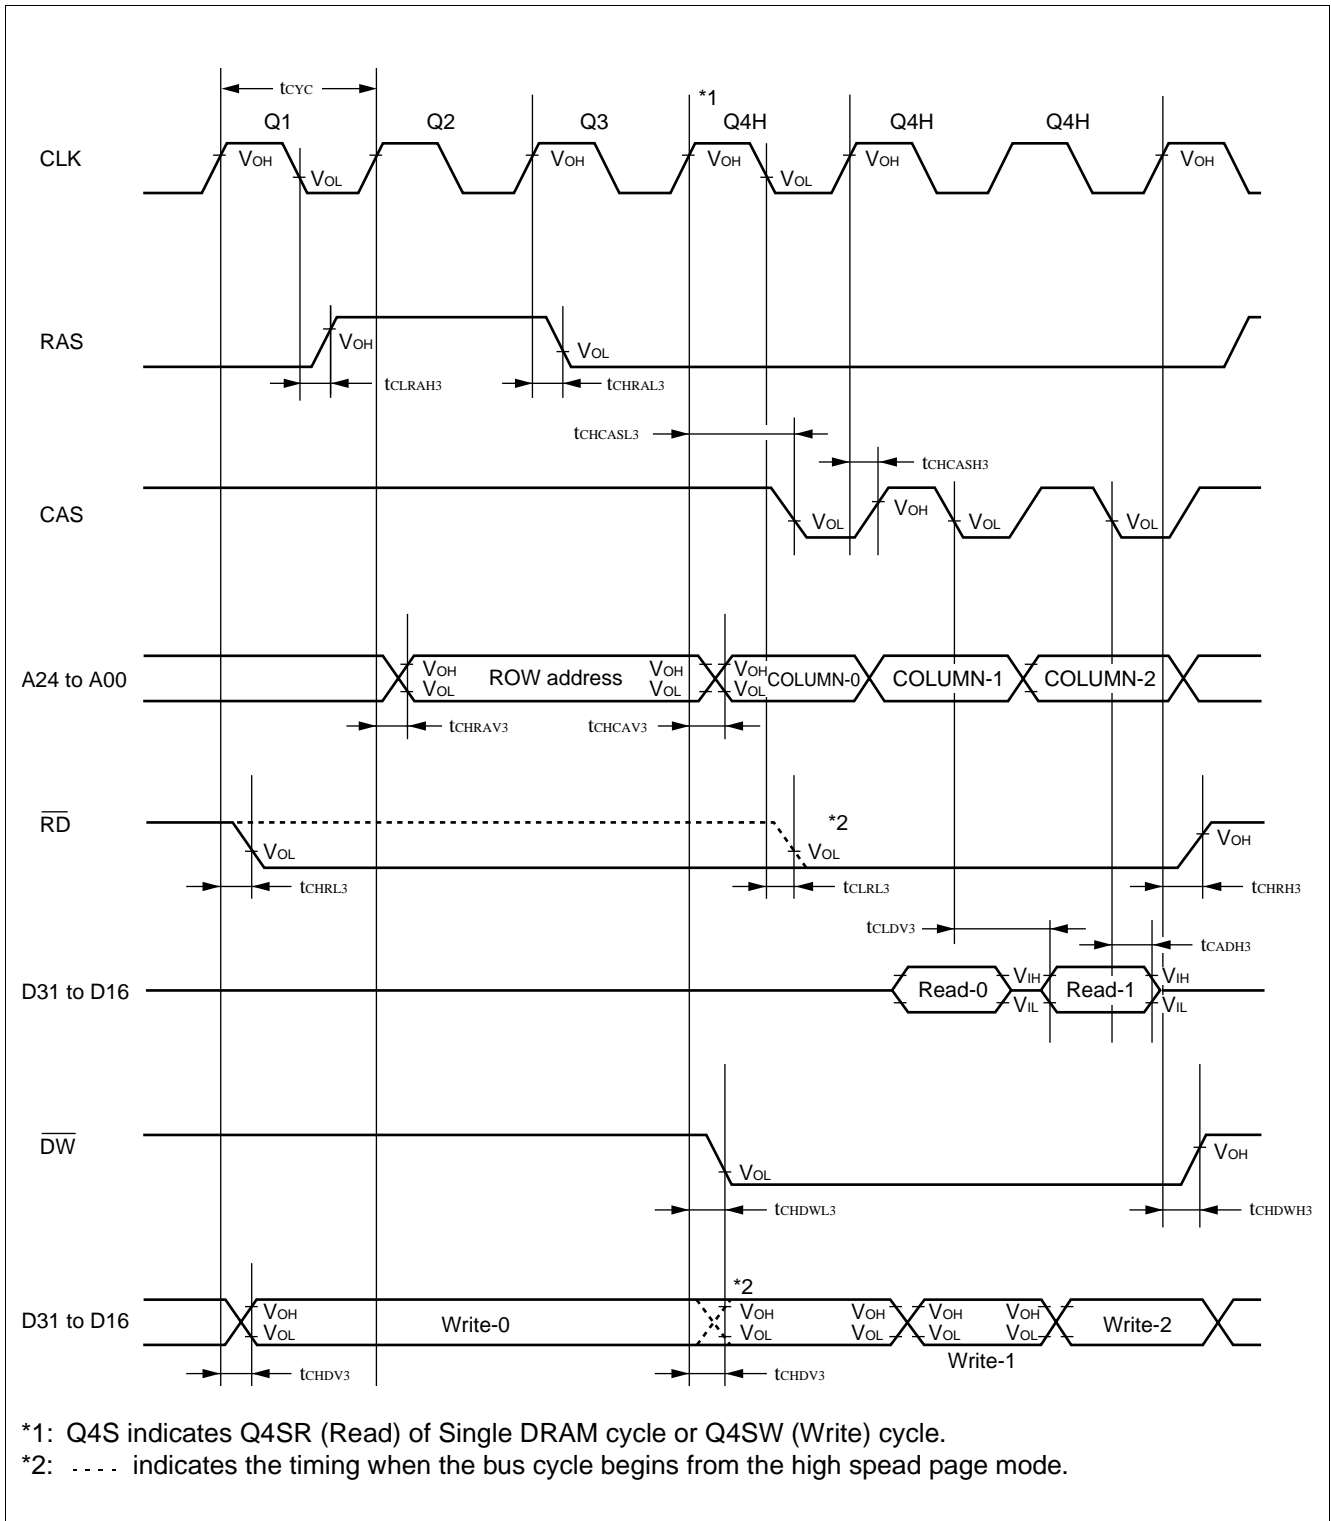 tCYC
*1
Q1 Q2 Q3 Q4H Q4H Q4H
CLK VOH VOL VOH VOH VOH VOL VOH VOH
RAS VOH VOL
tCLRAH3 tCHRAL3
tCHCASL3
tCHCASH3
CAS VOL VOH VOL VOL
A24 to A00 VOH VOL ROW address VOH VOL VOH VOL COLUMN-0 COLUMN-1 COLUMN-2
tCHRAV3 tCHCAV3
RD VOL *2 VOL VOH
tCHRL3 tCLRL3 tCHRH3
tCLDV3
tCADH3
D31 to D16 Read-0 VIH VIL Read-1 VIH VIL
DW VOL VOH
tCHDWL3 tCHDWH3
*2
D31 to D16 VOH VOL Write-0 VOH VOL VOH VOL VOH VOL VOH VOL Write-2
Write-1
tCHDV3 tCHDV3
*1: Q4S indicates Q4SR (Read) of Single DRAM cycle or Q4SW (Write) cycle.
*2: ---- indicates the timing when the bus cycle begins from the high spead page mode.